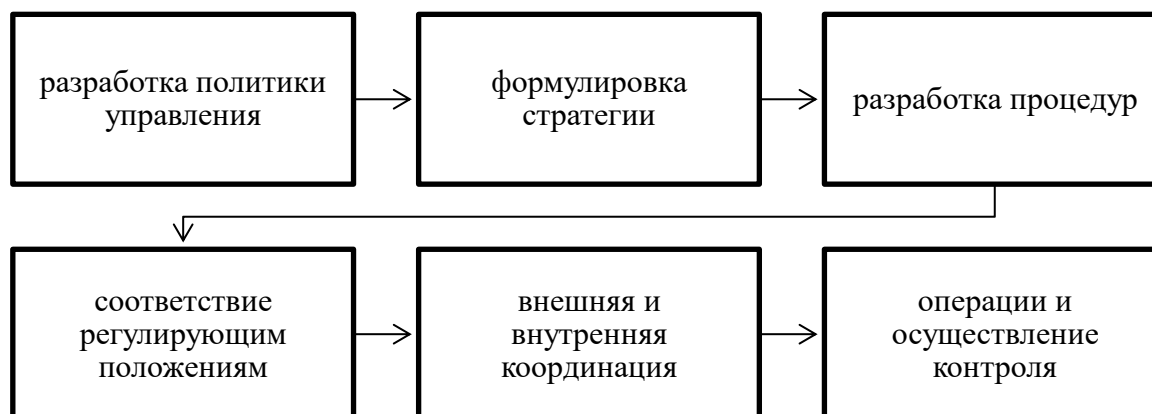 разработка политики
управления
формулировка
стратегии
разработка процедур
соответствие
регулирующим
положениям
внешняя и
внутренняя
координация
операции и
осуществление
контроля